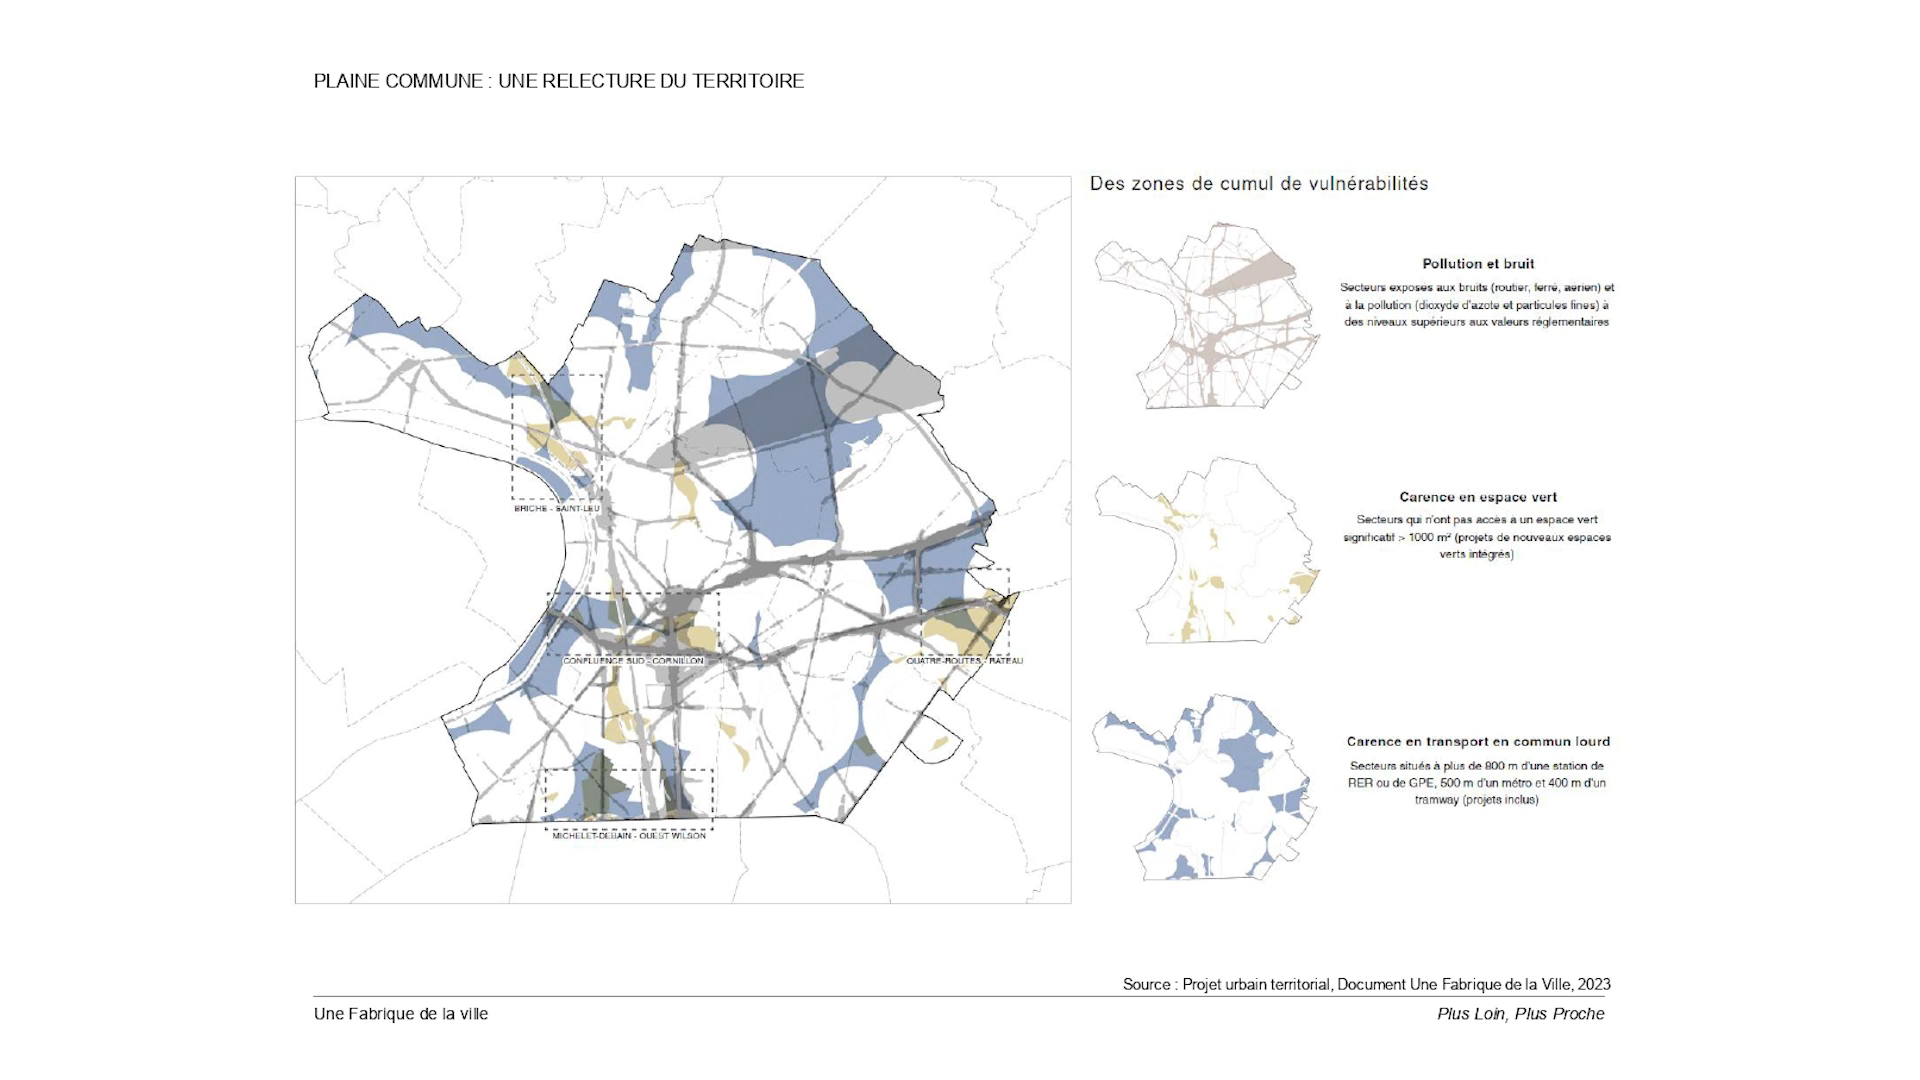 PLAINE COMMUNE : UNE RELECTURE DU TERRITOIRE
Des zones de cumul de vulnérabilités
Pollution et bruit
Secteurs exposés aux bruits (routier, ferré, aérien) et
à la pollution (dioxyde d'azote et particules fines) à
des niveaux supérieurs aux valeurs réglementaires
BRICHE - SAINT-LEU
Carence en espace vert
Secteurs qui n'ont pas accès à un espace vert
significatif > 1000 m² (projets de nouveaux espaces
verts intégrés)
CONFLUENCE SUD - CORNILLON
QUATRE-ROUTES - RATEAU
Carence en transport en commun lourd
Secteurs situés à plus de 800 m d'une station de
RER ou de GPE, 500 m d'un métro et 400 m d'un
tramway (projets inclus)
MICHELET-DEBAIN - OUEST WILSON
Source : Projet urbain territorial, Document Une Fabrique de la Ville, 2023
Une Fabrique de la ville
Plus Loin, Plus Proche